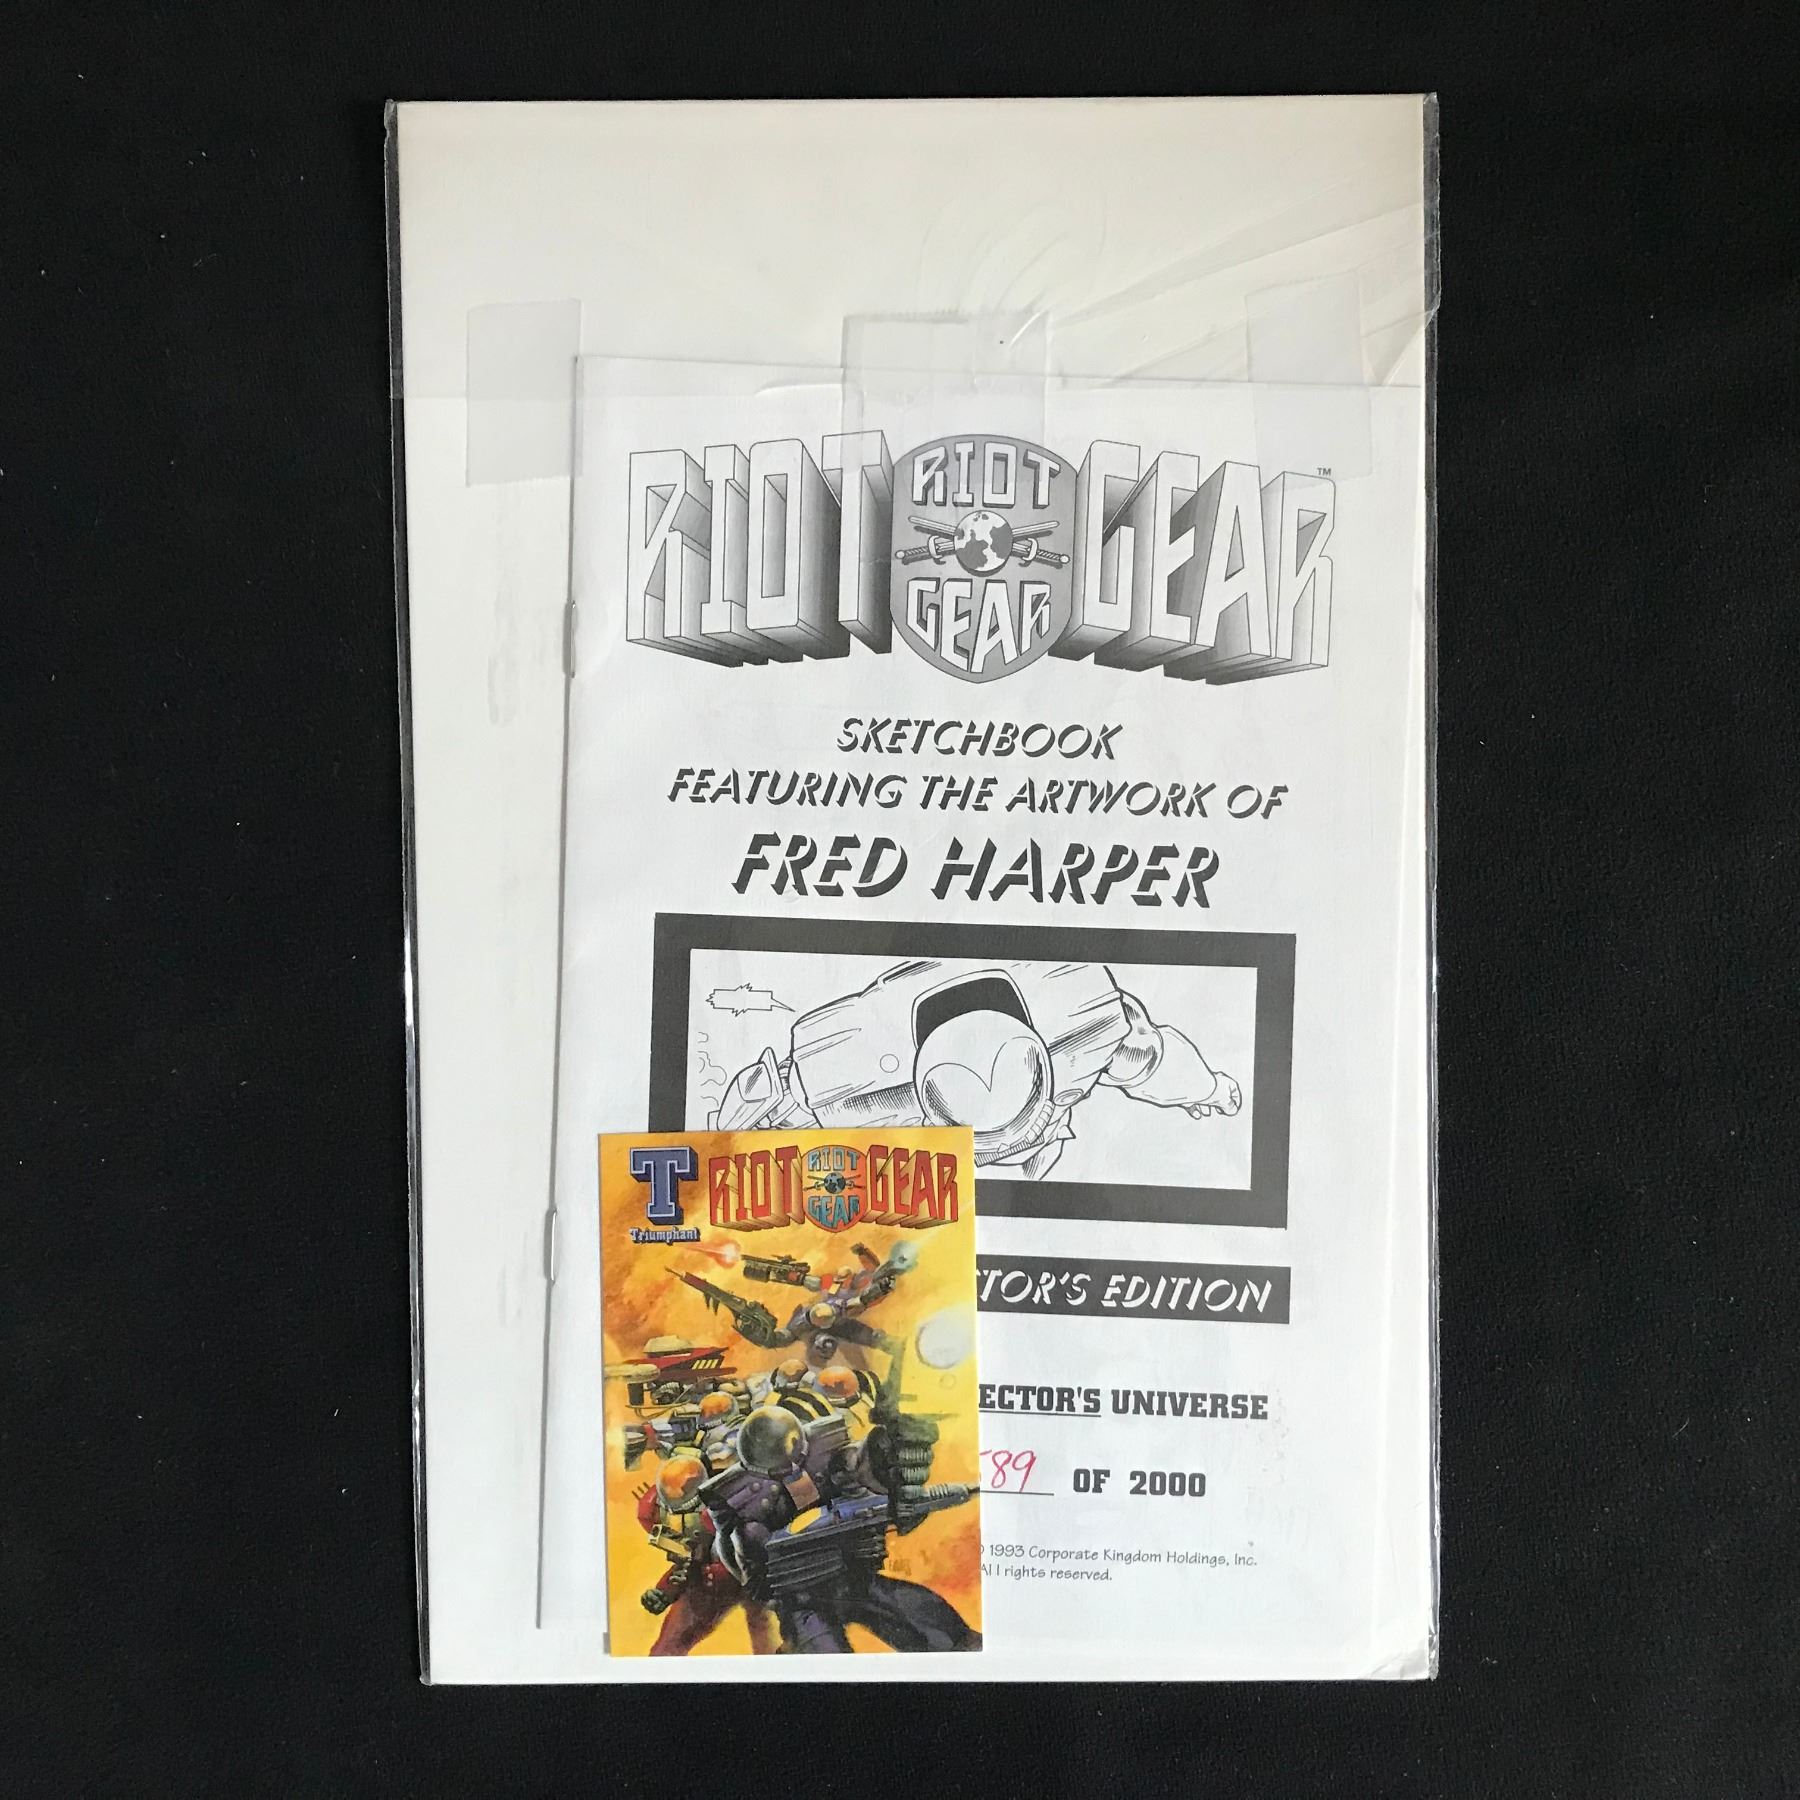 RIOT RIOT GEAR GEAR ™
SKETCHBOOK
FEATURING THE ARTWORK OF
FRED HARPER
TOR'S EDITION
ECTOR'S UNIVERSE
89 OF 2000
© 1993 Corporate Kingdom Holdings, Inc.
All rights reserved.
T
Triumphant
RIOT RIOT GEAR GEAR